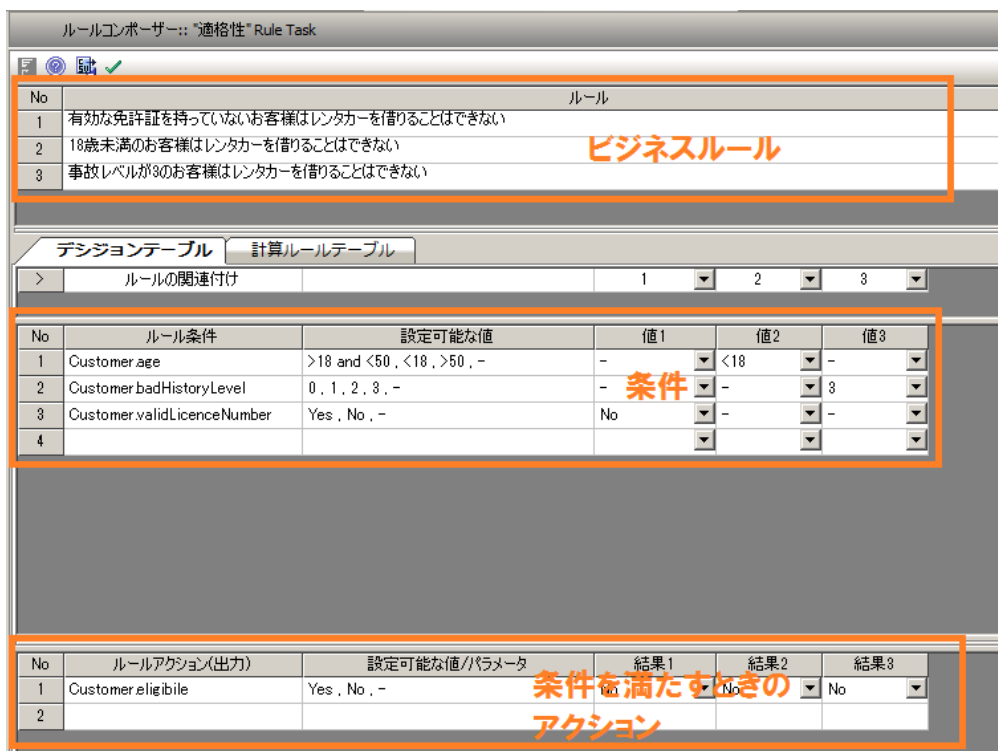 ルールコンポーザー:: "適格性" Rule Task
No ルール
1 有効な免許証を持っていないお客様はレンタカーを借りることはできない
2 18歳未満のお客様はレンタカーを借りることはできない
3 事故レベルが3のお客様はレンタカーを借りることはできない
ビジネスルール
デシジョンテーブル 計算ルールテーブル
> ルールの関連付け 1 2 3
No ルール条件 設定可能な値 値1 値2 値3
1 Customer.age >18 and <50 , <18 , >50 , - - <18 -
2 Customer.badHistoryLevel 0 , 1 , 2 , 3 , - - - 3
3 Customer.validLicenceNumber Yes , No , - No - -
4
条件
No ルールアクション(出力) 設定可能な値/パラメータ 結果1 結果2 結果3
1 Customer.eligibile Yes , No , - No No No
2
条件を満たすときの
アクション